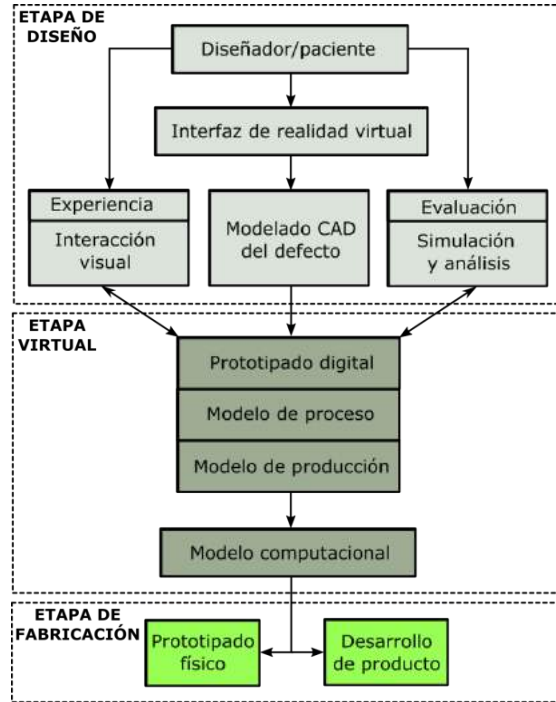 ETAPA DE
DISEÑO
Diseñador/paciente
Interfaz de realidad virtual
Experiencia
Interacción
visual
Modelado CAD
del defecto
Evaluación
Simulación
y análisis
ETAPA
VIRTUAL
Prototipado digital
Modelo de proceso
Modelo de producción
Modelo computacional
ETAPA DE
FABRICACIÓN
Prototipado
físico
Desarrollo
de producto